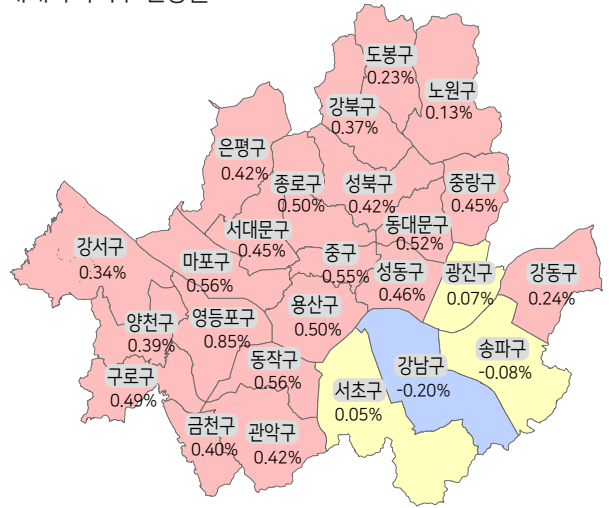 도봉구
0.23%
노원구
0.13%
강북구
0.37%
은평구
0.42%
종로구
0.50%
성북구
0.42%
중랑구
0.45%
동대문구
0.52%
서대문구
0.45%
강서구
0.34%
마포구
0.56%
중구
0.55%
성동구
0.46%
광진구
0.07%
강동구
0.24%
양천구
0.39%
영등포구
0.85%
용산구
0.50%
동작구
0.56%
강남구
-0.20%
송파구
-0.08%
구로구
0.49%
서초구
0.05%
금천구
0.40%
관악구
0.42%